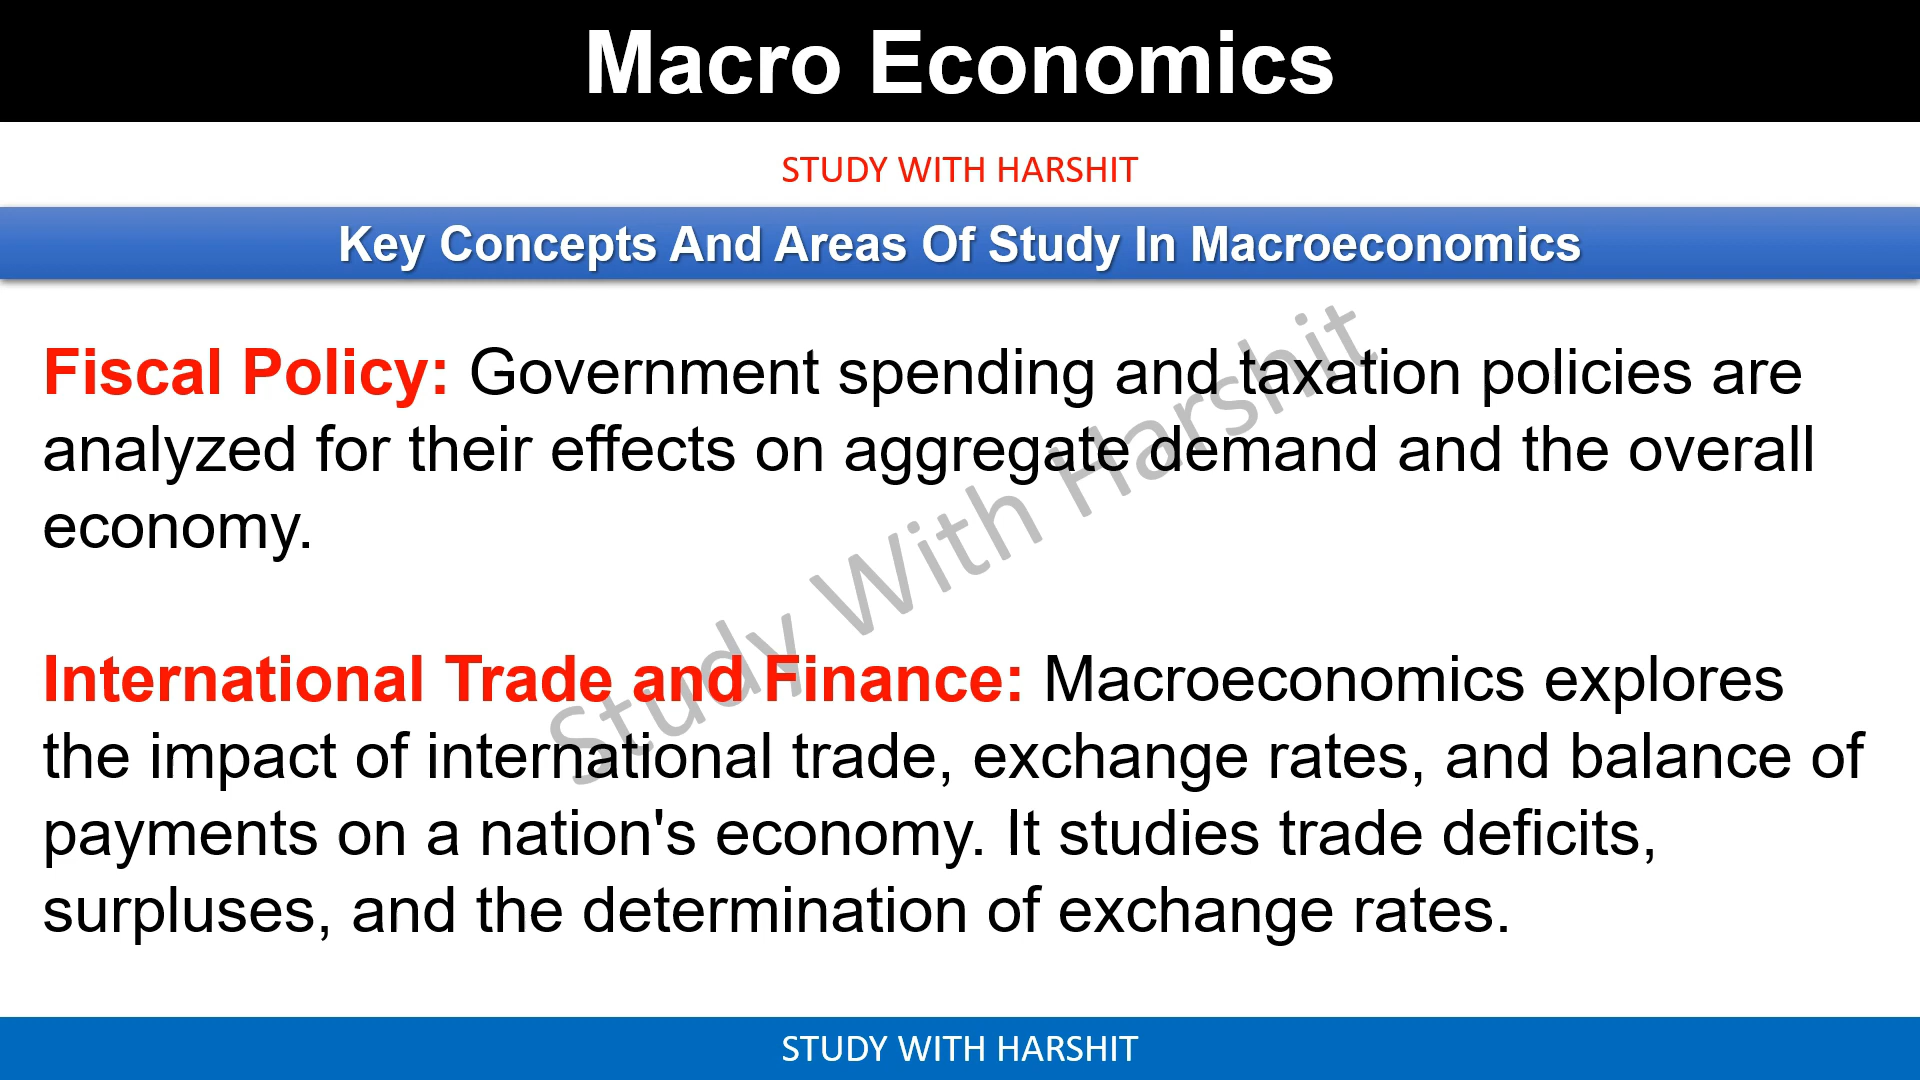 Macro Economics
STUDY WITH HARSHIT
Key Concepts And Areas Of Study In Macroeconomics
Fiscal Policy: Government spending and taxation policies are
analyzed for their effects on aggregate demand and the overall
economy.
International Trade and Finance: Macroeconomics explores
the impact of international trade, exchange rates, and balance of
payments on a nation's economy. It studies trade deficits,
surpluses, and the determination of exchange rates.
Study With Harshit
STUDY WITH HARSHIT